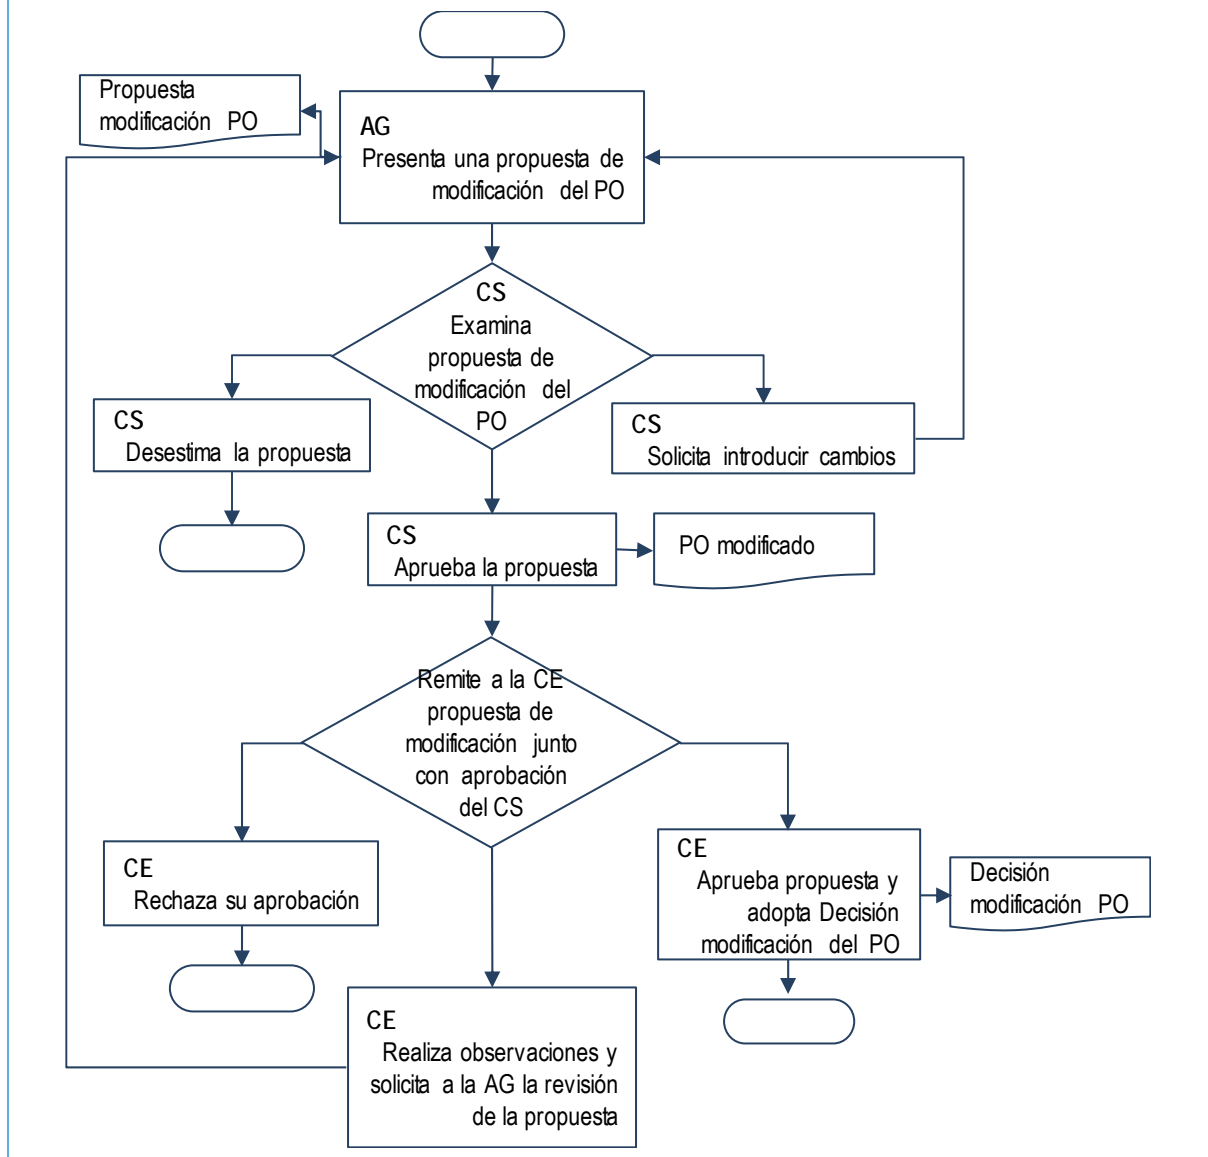 Propuesta
modificación PO
AG
Presenta una propuesta de
modificación del PO
CS
Examina
propuesta de
modificación del
PO
CS
Desestima la propuesta
CS
Solicita introducir cambios
CS
Aprueba la propuesta
PO modificado
Remite a la CE
propuesta de
modificación junto
con aprobación
del CS
CE
Rechaza su aprobación
CE
Aprueba propuesta y
adopta Decisión
modificación del PO
Decisión
modificación PO
CE
Realiza observaciones y
solicita a la AG la revisión
de la propuesta